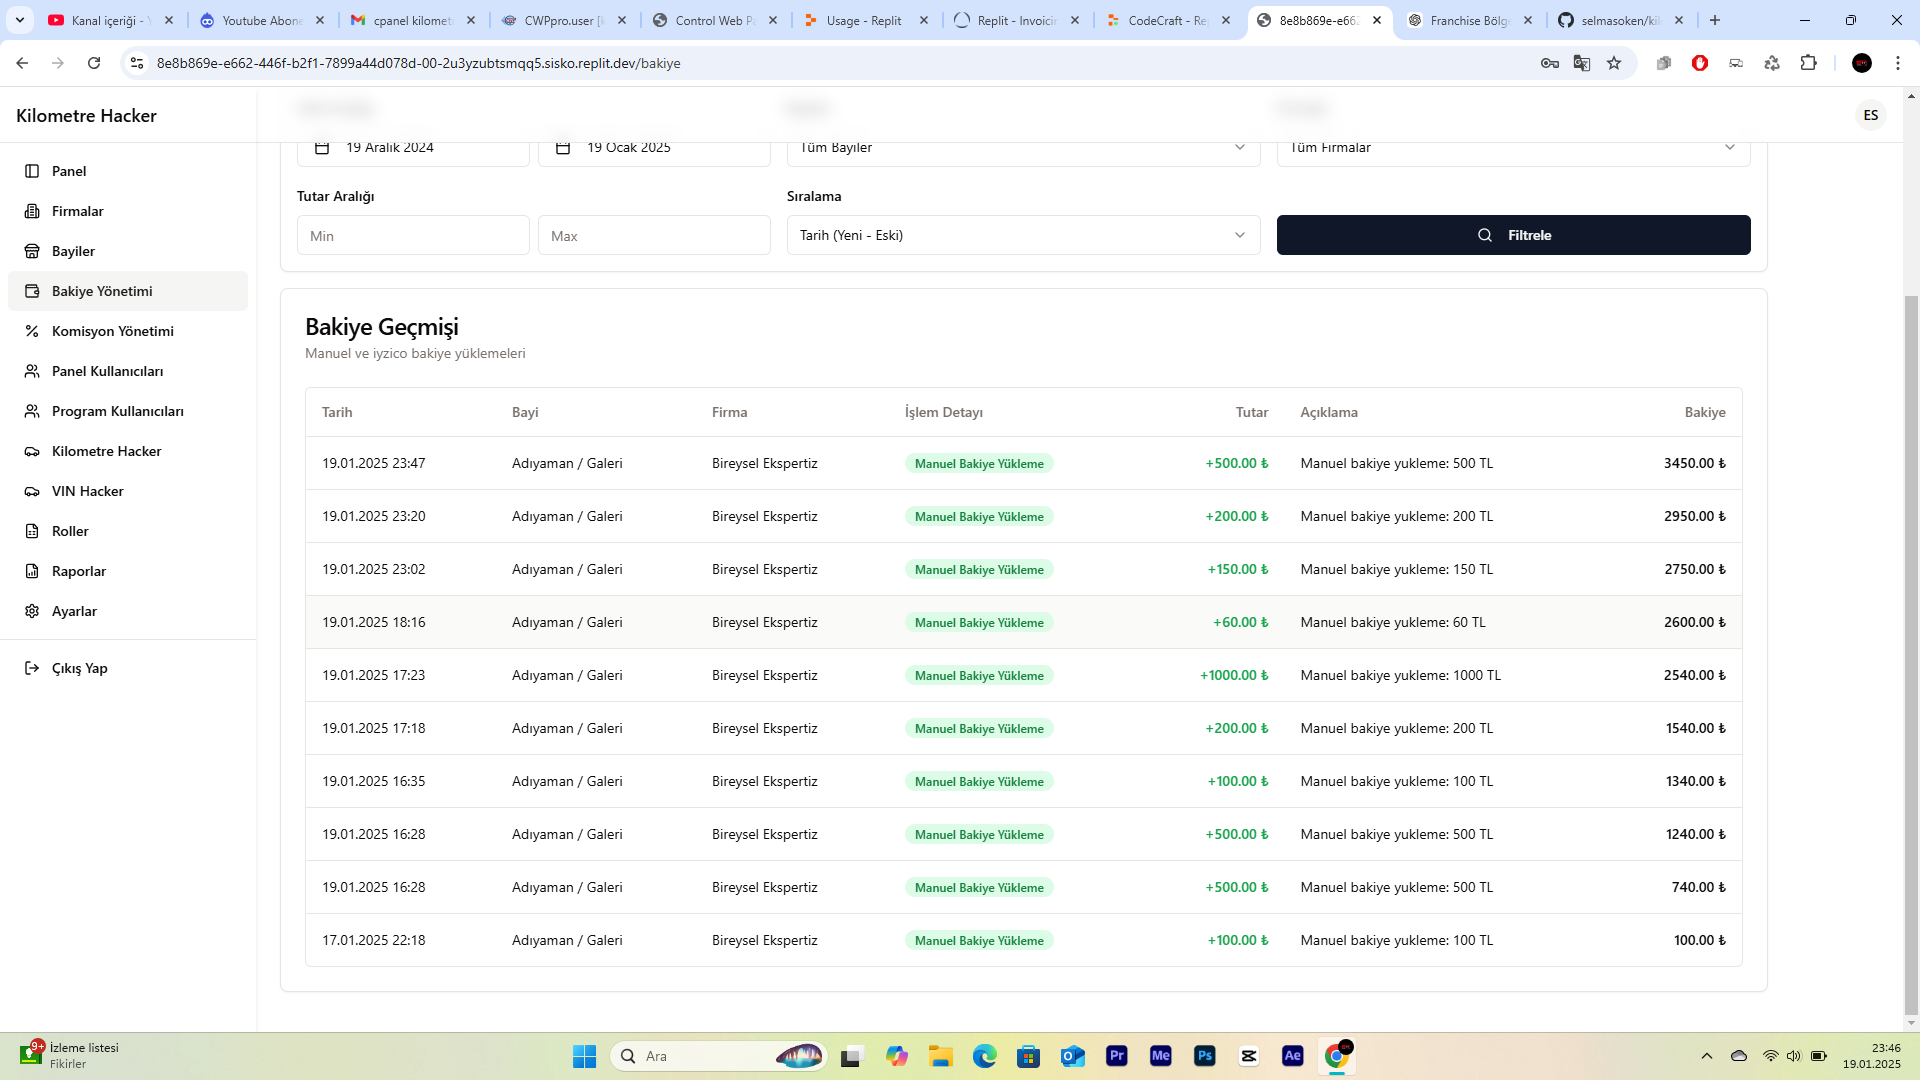 Kanal içeriği - Y
Youtube Abone
cpanel kilomet
CWPpro.user [k
Control Web Pa
Usage - Replit
Replit - Invoicin
CodeCraft - Rep
8e8b869e-e662
Franchise Bölge
selmasoken/kil
8e8b869e-e662-446f-b2f1-7899a44d078d-00-2u3yzubtsmqq5.sisko.replit.dev/bakiye
Kilometre Hacker
ES
Panel
Firmalar
Bayiler
Bakiye Yönetimi
Komisyon Yönetimi
Panel Kullanıcıları
Program Kullanıcıları
Kilometre Hacker
VIN Hacker
Roller
Raporlar
Ayarlar
Çıkış Yap
19 Aralık 2024 19 Ocak 2025 Tüm Bayiler Tüm Firmalar
Tutar Aralığı Sıralama
Min Max Tarih (Yeni - Eski) Filtrele
Bakiye Geçmişi
Manuel ve iyzico bakiye yüklemeleri
Tarih Bayi Firma İşlem Detayı Tutar Açıklama Bakiye
19.01.2025 23:47 Adıyaman / Galeri Bireysel Ekspertiz Manuel Bakiye Yükleme +500.00 ₺ Manuel bakiye yukleme: 500 TL 3450.00 ₺
19.01.2025 23:20 Adıyaman / Galeri Bireysel Ekspertiz Manuel Bakiye Yükleme +200.00 ₺ Manuel bakiye yukleme: 200 TL 2950.00 ₺
19.01.2025 23:02 Adıyaman / Galeri Bireysel Ekspertiz Manuel Bakiye Yükleme +150.00 ₺ Manuel bakiye yukleme: 150 TL 2750.00 ₺
19.01.2025 18:16 Adıyaman / Galeri Bireysel Ekspertiz Manuel Bakiye Yükleme +60.00 ₺ Manuel bakiye yukleme: 60 TL 2600.00 ₺
19.01.2025 17:23 Adıyaman / Galeri Bireysel Ekspertiz Manuel Bakiye Yükleme +1000.00 ₺ Manuel bakiye yukleme: 1000 TL 2540.00 ₺
19.01.2025 17:18 Adıyaman / Galeri Bireysel Ekspertiz Manuel Bakiye Yükleme +200.00 ₺ Manuel bakiye yukleme: 200 TL 1540.00 ₺
19.01.2025 16:35 Adıyaman / Galeri Bireysel Ekspertiz Manuel Bakiye Yükleme +100.00 ₺ Manuel bakiye yukleme: 100 TL 1340.00 ₺
19.01.2025 16:28 Adıyaman / Galeri Bireysel Ekspertiz Manuel Bakiye Yükleme +500.00 ₺ Manuel bakiye yukleme: 500 TL 1240.00 ₺
19.01.2025 16:28 Adıyaman / Galeri Bireysel Ekspertiz Manuel Bakiye Yükleme +500.00 ₺ Manuel bakiye yukleme: 500 TL 740.00 ₺
17.01.2025 22:18 Adıyaman / Galeri Bireysel Ekspertiz Manuel Bakiye Yükleme +100.00 ₺ Manuel bakiye yukleme: 100 TL 100.00 ₺
9+
İzleme listesi
Fikirler
Ara
Pr
Me
Ps
Ae
23:46
19.01.2025